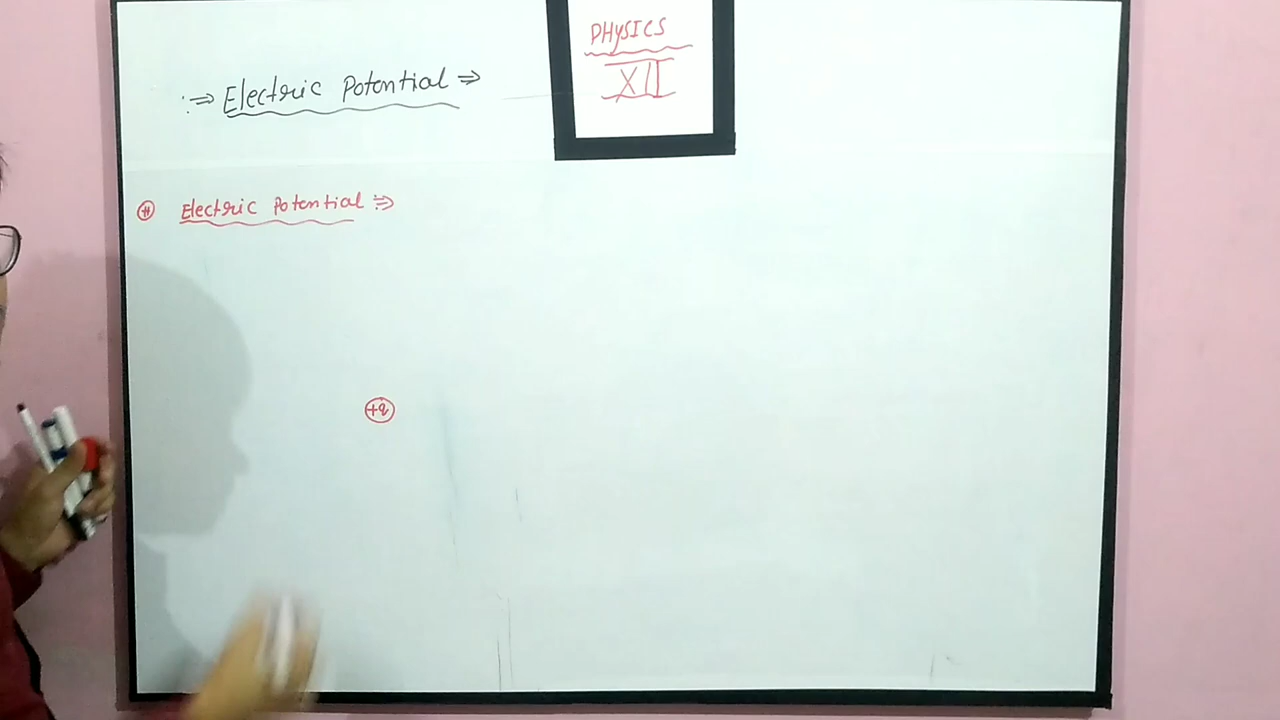 PHYSICS
XII
:⇒ Electric Potential ⇒
(#) Electric Potential ⇒
+q